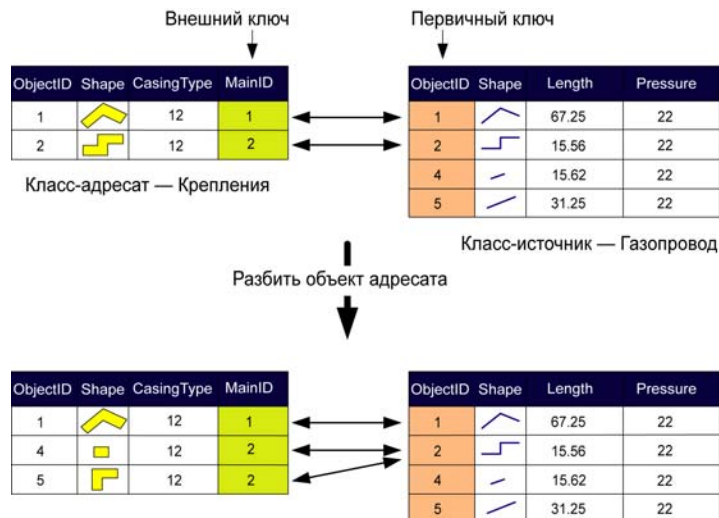 Внешний ключ
Первичный ключ
ObjectID Shape CasingType MainID
1 12 1
2 12 2
Класс-адресат — Крепления
ObjectID Shape Length Pressure
1 67.25 22
2 15.56 22
4 15.62 22
5 31.25 22
Класс-источник — Газопровод
Разбить объект адресата
ObjectID Shape CasingType MainID
1 12 1
4 12 2
5 12 2
ObjectID Shape Length Pressure
1 67.25 22
2 15.56 22
4 15.62 22
5 31.25 22